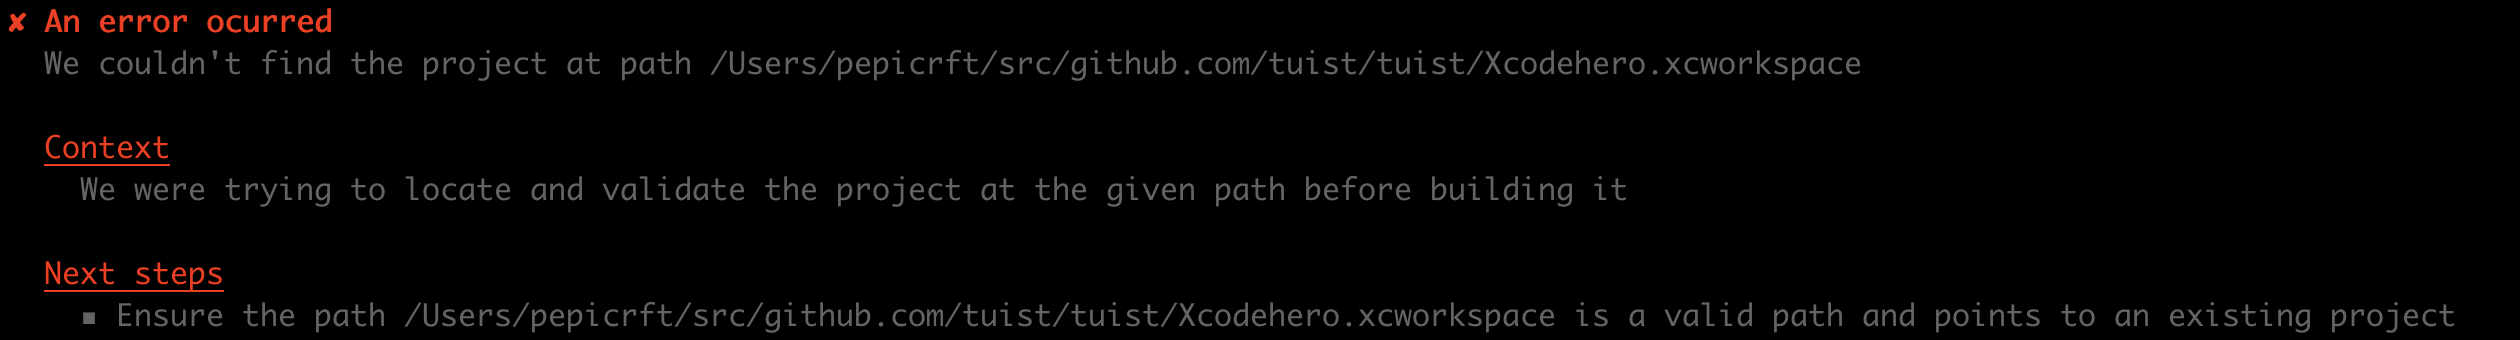 ✘ An error ocurred
We couldn't find the project at path /Users/pepicrft/src/github.com/tuist/tuist/Xcodehero.xcworkspace
Context
We were trying to locate and validate the project at the given path before building it
Next steps
▪ Ensure the path /Users/pepicrft/src/github.com/tuist/tuist/Xcodehero.xcworkspace is a valid path and points to an existing project